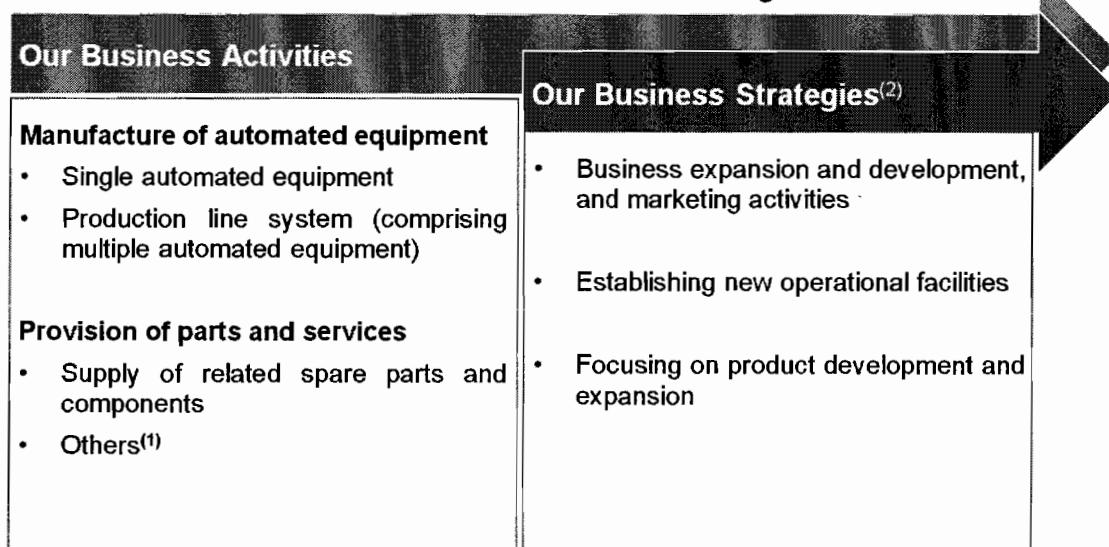 Our Business Activities
Manufacture of automated equipment
• Single automated equipment
• Production line system (comprising
multiple automated equipment)
Provision of parts and services
• Supply of related spare parts and
components
• Others(1)
Our Business Strategies(2)
• Business expansion and development,
and marketing activities
• Establishing new operational facilities
• Focusing on product development and
expansion